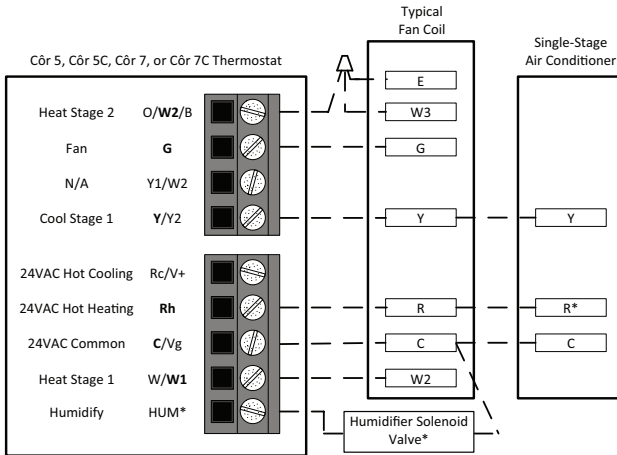 Typical
Fan Coil
Single-Stage
Air Conditioner
Côr 5, Côr 5C, Côr 7, or Côr 7C Thermostat
E
Heat Stage 2 O/W2/B W3
Fan G G
N/A Y1/W2
Cool Stage 1 Y/Y2 Y Y
24VAC Hot Cooling Rc/V+
24VAC Hot Heating Rh R R*
24VAC Common C/Vg C C
Heat Stage 1 W/W1 W2
Humidify HUM*
Humidifier Solenoid
Valve*